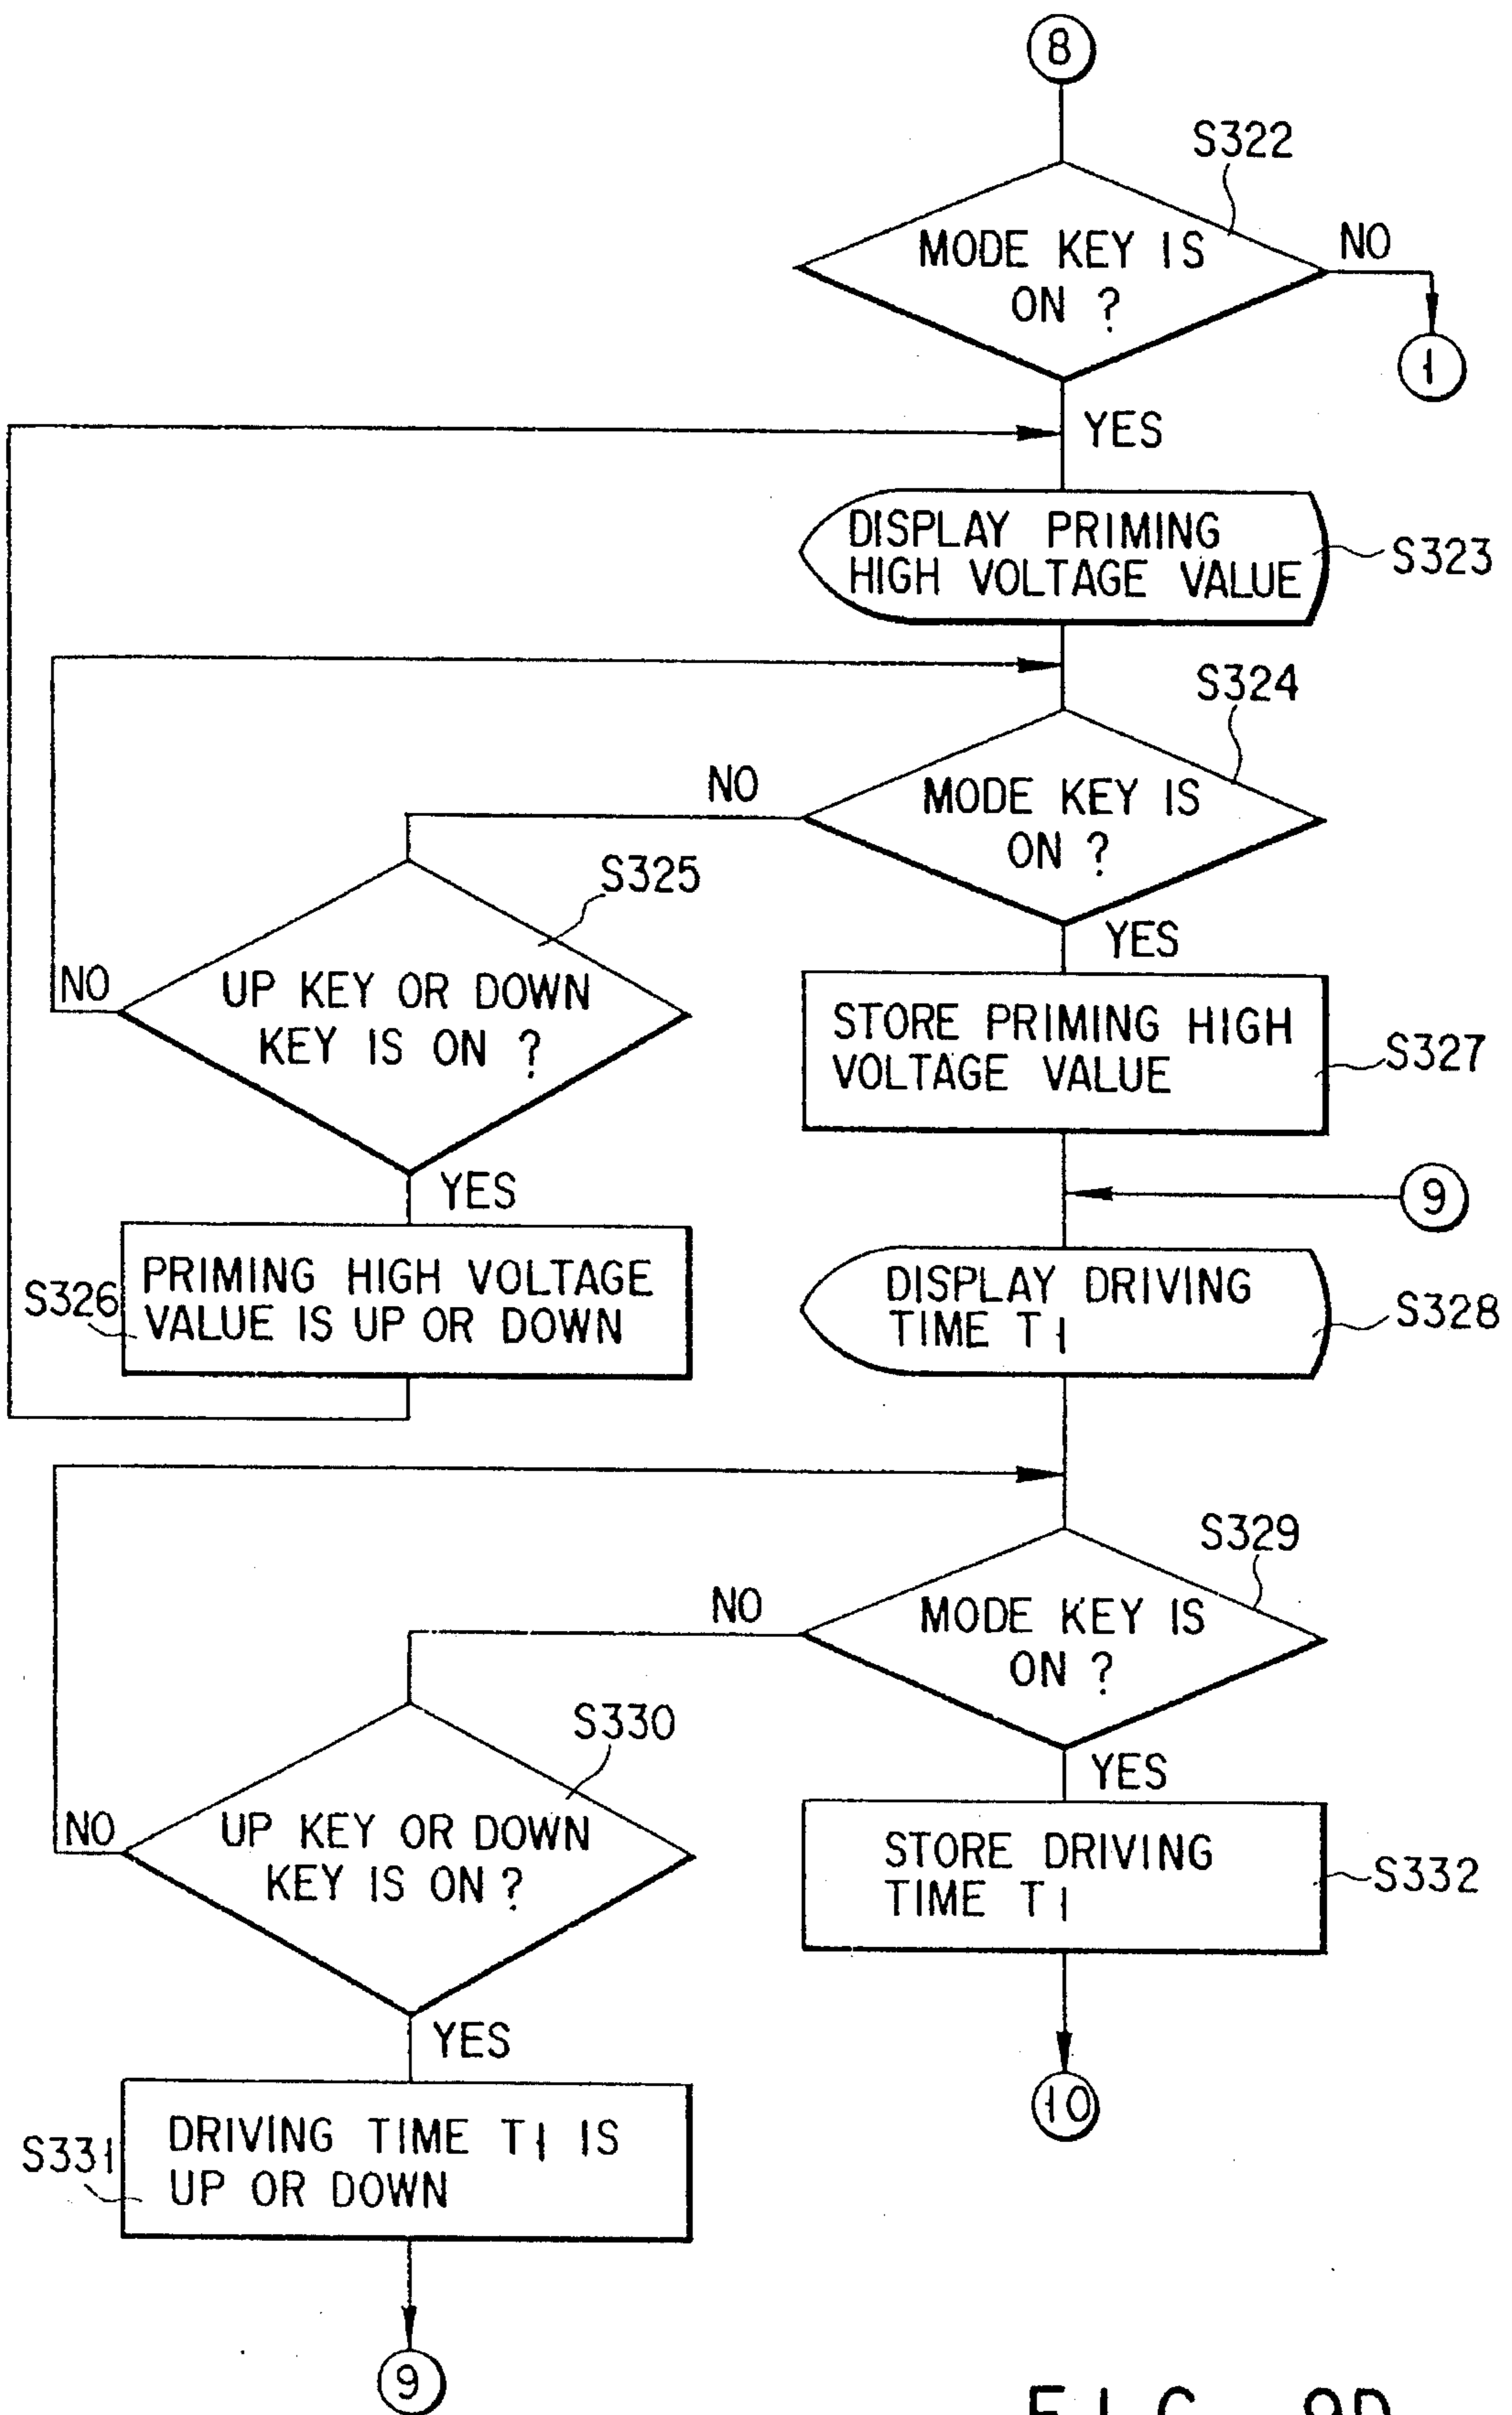 8
S322
MODE KEY IS
ON ?
NO
1
YES
DISPLAY PRIMING
HIGH VOLTAGE VALUE
S323
S324
NO
MODE KEY IS
ON ?
S325
YES
NO
UP KEY OR DOWN
KEY IS ON ?
STORE PRIMING HIGH
VOLTAGE VALUE
S327
YES
9
S326
PRIMING HIGH VOLTAGE
VALUE IS UP OR DOWN
DISPLAY DRIVING
TIME T1
S328
S329
NO
MODE KEY IS
ON ?
S330
YES
NO
UP KEY OR DOWN
KEY IS ON ?
STORE DRIVING
TIME T1
S332
YES
10
S331
DRIVING TIME T1 IS
UP OR DOWN
9